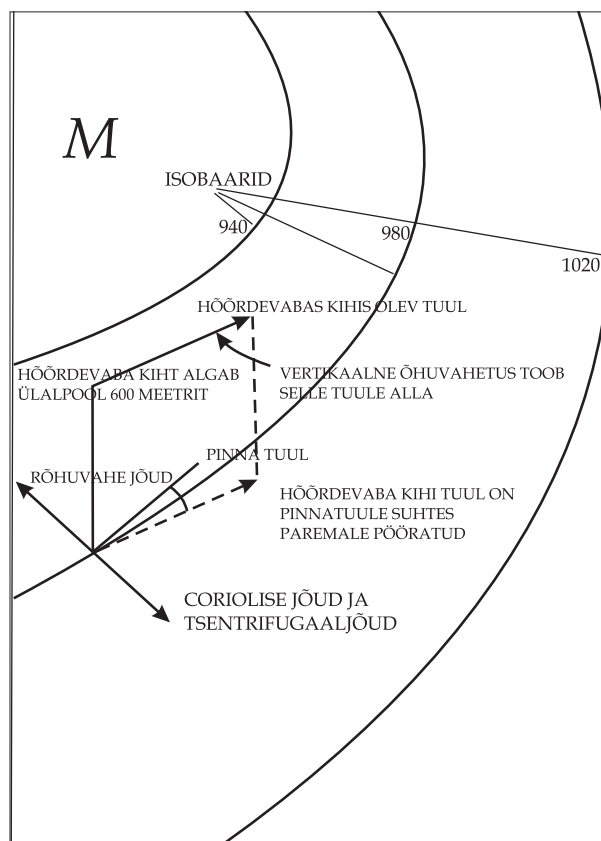 M
ISOBAARID
940
980
1020
HÕÕRDEVABAS KIHIS OLEV TUUL
HÕÕRDEVABA KIHT ALGAB
ÜLALPOOL 600 MEETRIT
VERTIKAALNE ÕHUVAHETUS TOOB
SELLE TUULE ALLA
PINNA TUUL
RÕHUVAHE JÕUD
HÕÕRDEVABA KIHI TUUL ON
PINNATUULE SUHTES
PAREMALE PÖÖRATUD
CORIOLISE JÕUD JA
TSENTRIFUGAALJÕUD